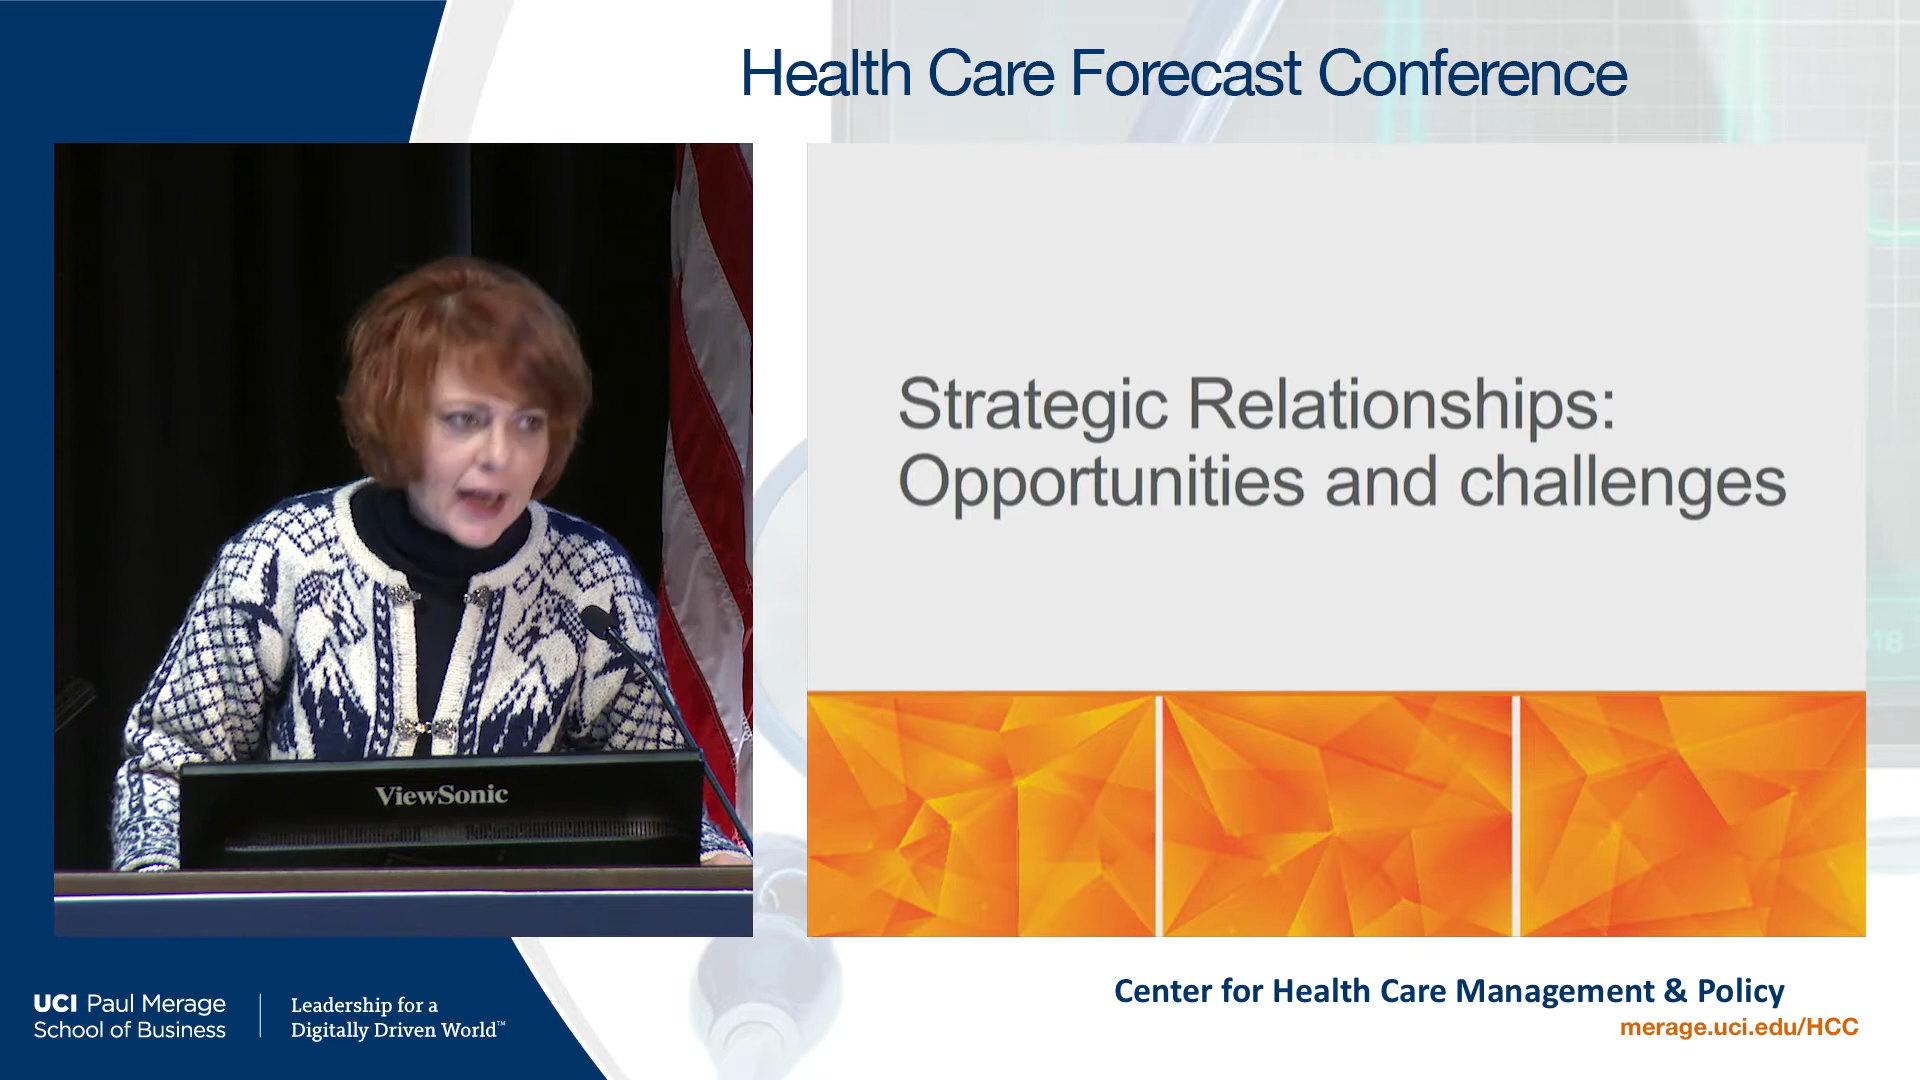 Health Care Forecast Conference
Strategic Relationships:
Opportunities and challenges
ViewSonic
18
UCI Paul Merage
School of Business
Leadership for a
Digitally Driven World™
Center for Health Care Management & Policy
merage.uci.edu/HCC